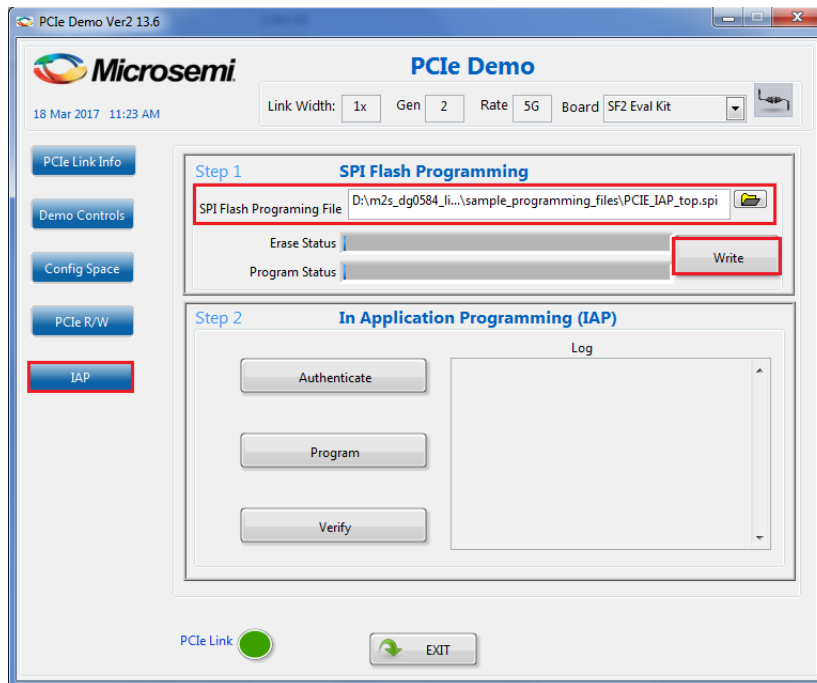 PCIe Demo Ver2 13.6
Microsemi
PCIe Demo
18 Mar 2017 11:23 AM
Link Width: 1x Gen 2 Rate 5G Board SF2 Eval Kit
PCIe Link Info
Demo Controls
Config Space
PCIe R/W
IAP
Step 1 SPI Flash Programming
SPI Flash Programing File D:\m2s_dg0584_li...\sample_programming_files\PCIE_IAP_top.spi
Erase Status
Program Status
Write
Step 2 In Application Programming (IAP)
Log
Authenticate
Program
Verify
PCIe Link
EXIT